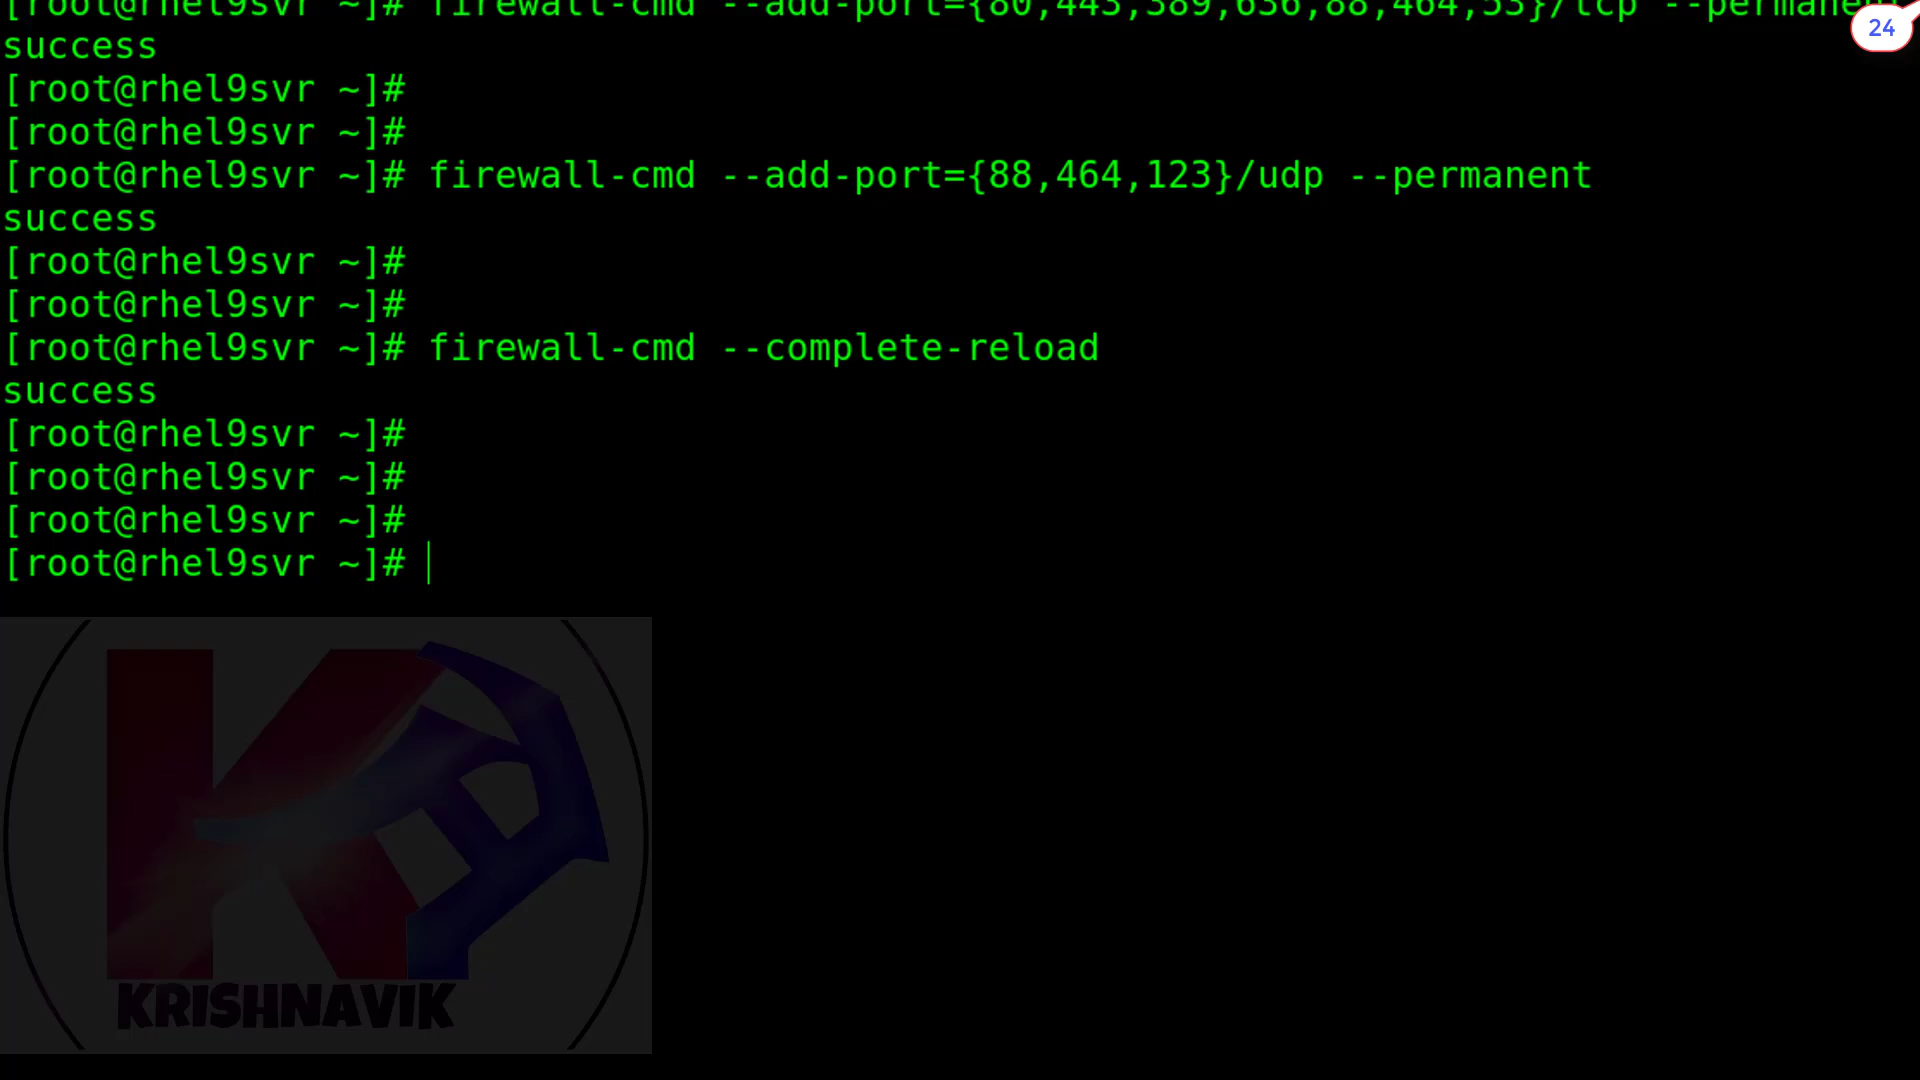 [root@rhel9svr ~]# firewall-cmd --add-port={80,443,389,636,88,464,53}/tcp --permanent
24
success
[root@rhel9svr ~]#
[root@rhel9svr ~]#
[root@rhel9svr ~]# firewall-cmd --add-port={88,464,123}/udp --permanent
success
[root@rhel9svr ~]#
[root@rhel9svr ~]#
[root@rhel9svr ~]# firewall-cmd --complete-reload
success
[root@rhel9svr ~]#
[root@rhel9svr ~]#
[root@rhel9svr ~]#
[root@rhel9svr ~]#
KRISHNAVIK